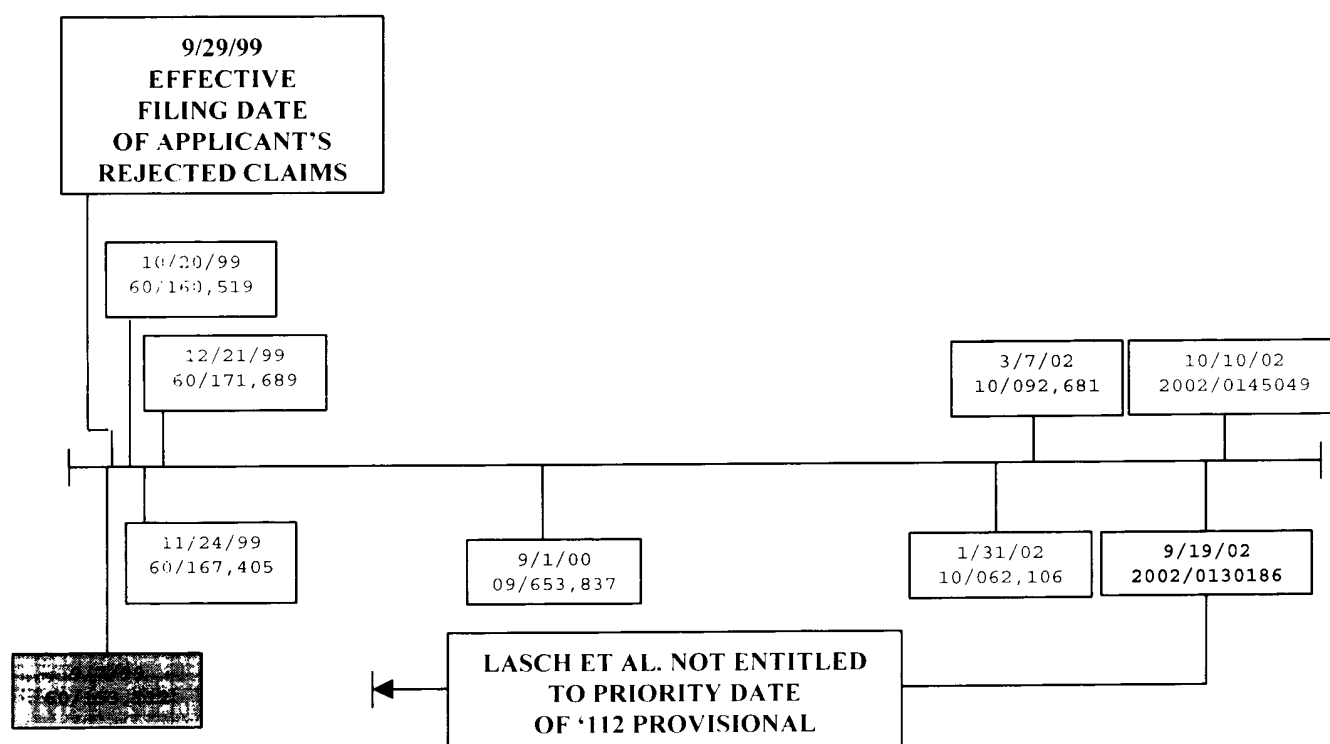 9/29/99
EFFECTIVE
FILING DATE
OF APPLICANT'S
REJECTED CLAIMS
10/20/99
60/160,519
12/21/99
60/171,689
3/7/02
10/092,681
10/10/02
2002/0145049
11/24/99
60/167,405
9/1/00
09/653,837
1/31/02
10/062,106
9/19/02
2002/0130186
LASCH ET AL. NOT ENTITLED
TO PRIORITY DATE
OF ‘112 PROVISIONAL